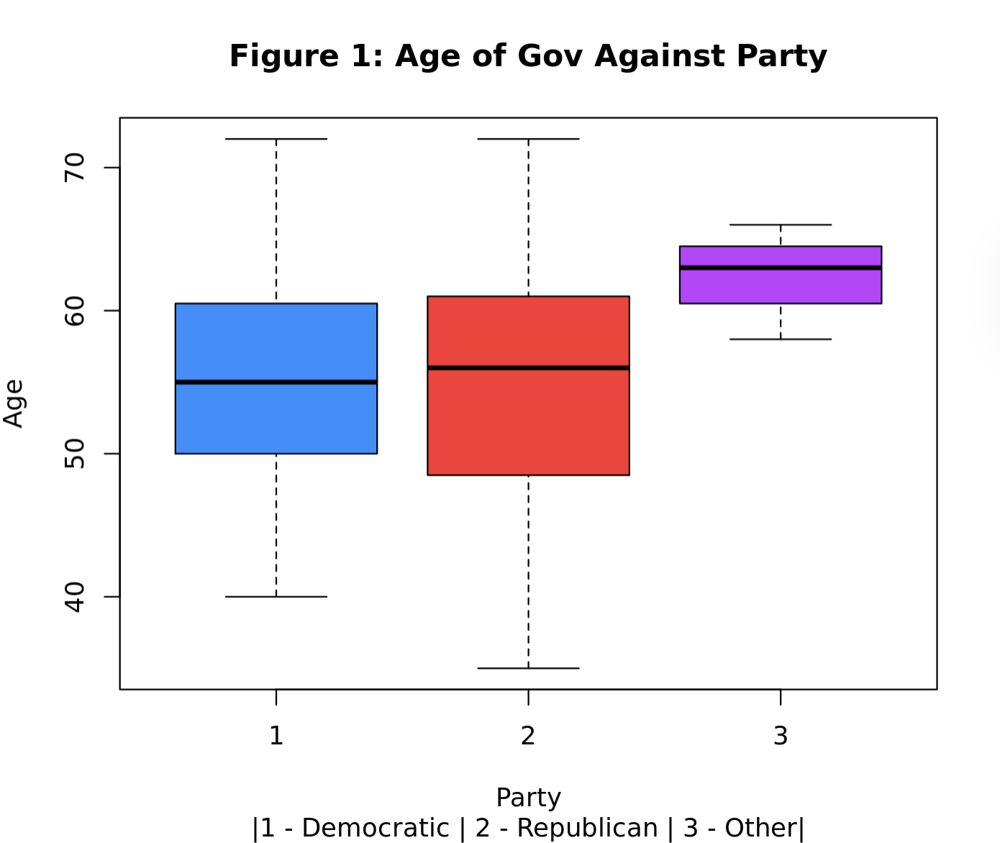 Figure 1: Age of Gov Against Party
Age
70
60
50
40
1 2 3
Party
|1 - Democratic | 2 - Republican | 3 - Other|